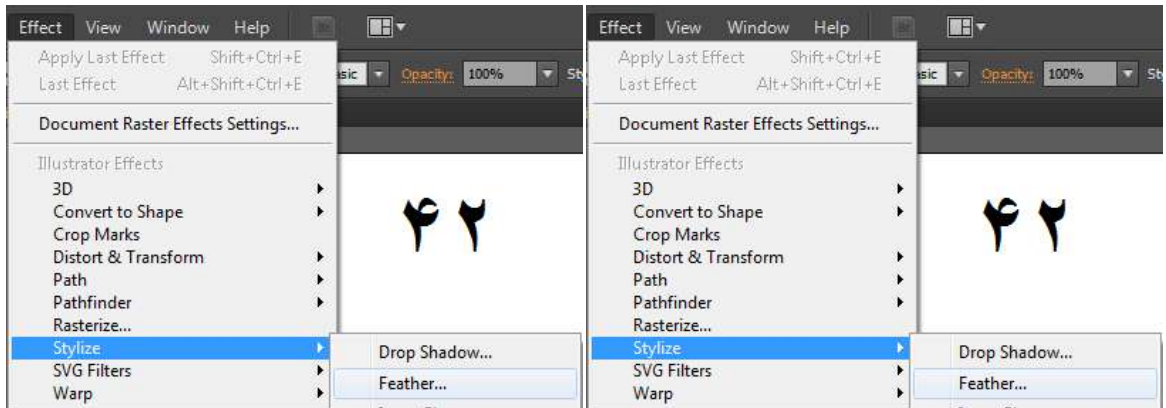 Effect View Window Help
Apply Last Effect Shift+Ctrl+E
Last Effect Alt+Shift+Ctrl+E
Document Raster Effects Settings...
Illustrator Effects
3D
Convert to Shape
Crop Marks
Distort & Transform
Path
Pathfinder
Rasterize...
Stylize
SVG Filters
Warp
Opacity: 100%
۴۲
Drop Shadow...
Feather...
Effect View Window Help
Apply Last Effect Shift+Ctrl+E
Last Effect Alt+Shift+Ctrl+E
Document Raster Effects Settings...
Illustrator Effects
3D
Convert to Shape
Crop Marks
Distort & Transform
Path
Pathfinder
Rasterize...
Stylize
SVG Filters
Warp
Opacity: 100%
۴۲
Drop Shadow...
Feather...